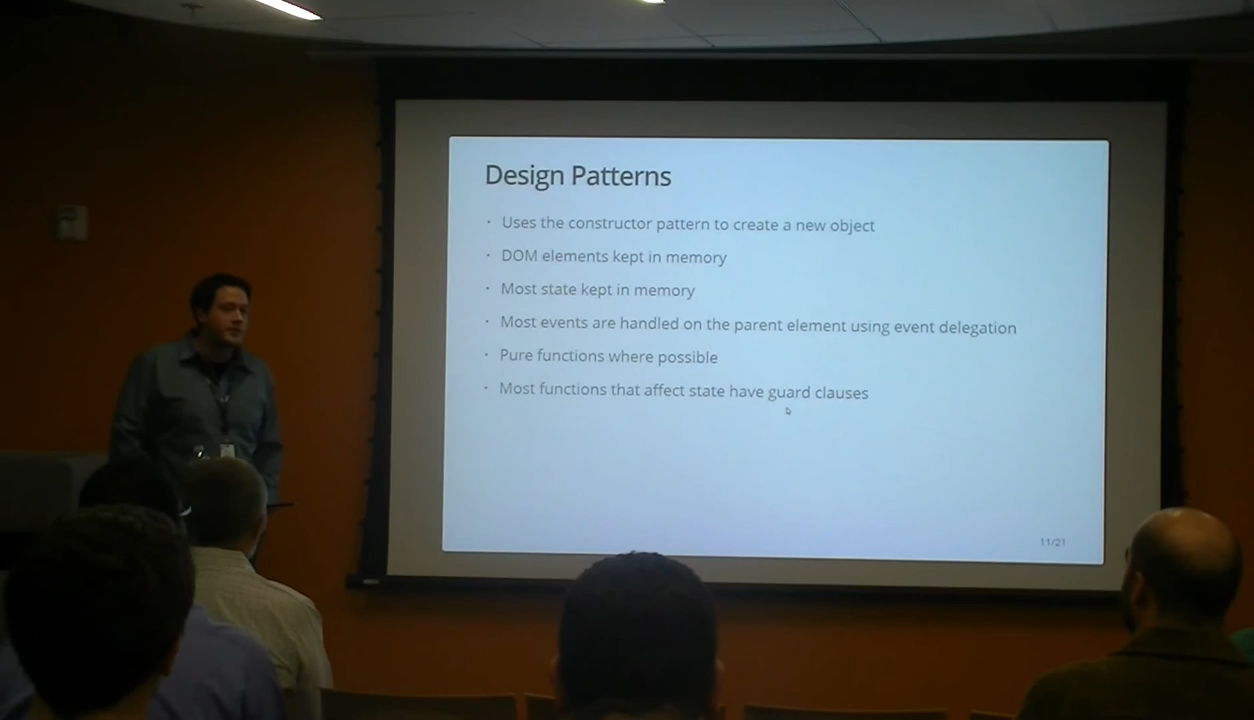 Design Patterns
· Uses the constructor pattern to create a new object
· DOM elements kept in memory
· Most state kept in memory
· Most events are handled on the parent element using event delegation
· Pure functions where possible
· Most functions that affect state have guard clauses
11/21